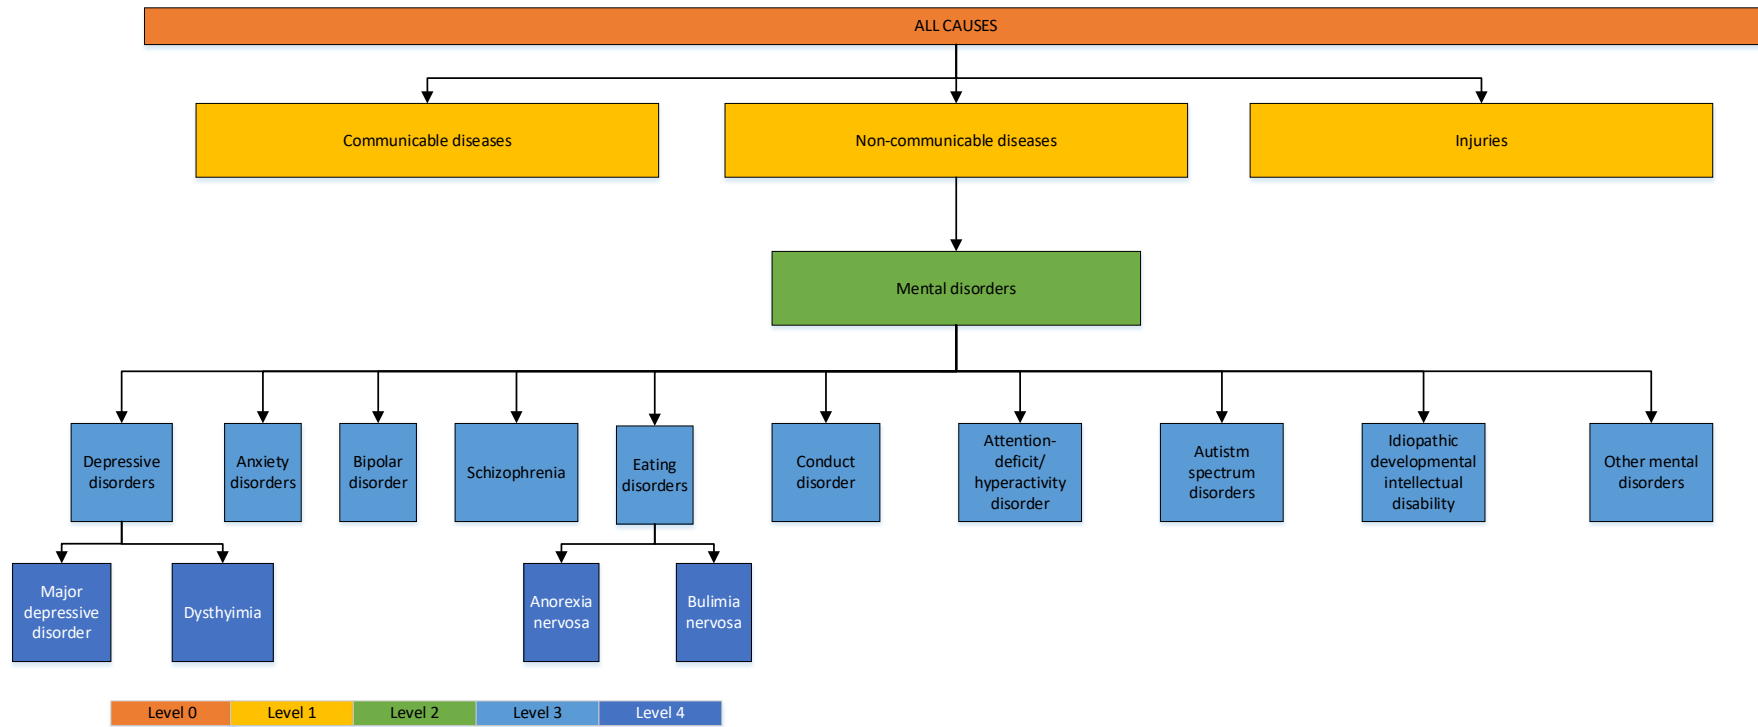 ALL CAUSES
Communicable diseases
Non-communicable diseases
Injuries
Mental disorders
Depressive
disorders
Anxiety
disorders
Bipolar
disorder
Schizophrenia
Eating
disorders
Conduct
disorder
Attention-
deficit/
hyperactivity
disorder
Autistm
spectrum
disorders
Idiopathic
developmental
intellectual
disability
Other mental
disorders
Major
depressive
disorder
Dysthyimia
Anorexia
nervosa
Bulimia
nervosa
Level 0
Level 1
Level 2
Level 3
Level 4